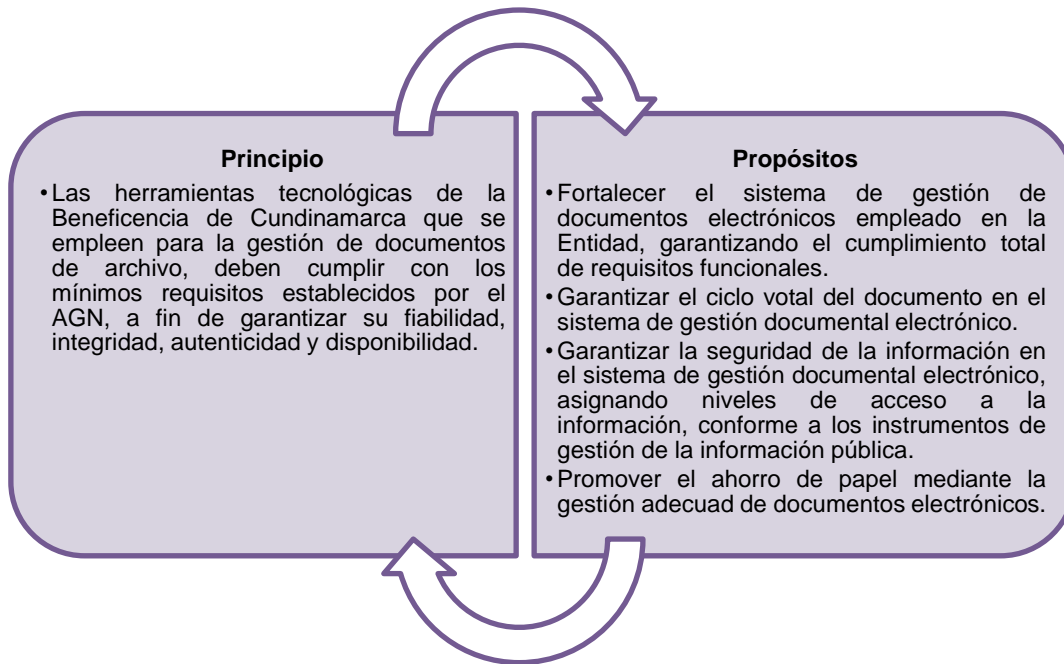 Principio
•Las herramientas tecnológicas de la
Beneficencia de Cundinamarca que se
empleen para la gestión de documentos
de archivo, deben cumplir con los
mínimos requisitos establecidos por el
AGN, a fin de garantizar su fiabilidad,
integridad, autenticidad y disponibilidad.
Propósitos
•Fortalecer el sistema de gestión de
documentos electrónicos empleado en la
Entidad, garantizando el cumplimiento total
de requisitos funcionales.
•Garantizar el ciclo votal del documento en el
sistema de gestión documental electrónico.
•Garantizar la seguridad de la información en
el sistema de gestión documental electrónico,
asignando niveles de acceso a la
información, conforme a los instrumentos de
gestión de la información pública.
•Promover el ahorro de papel mediante la
gestión adecuad de documentos electrónicos.